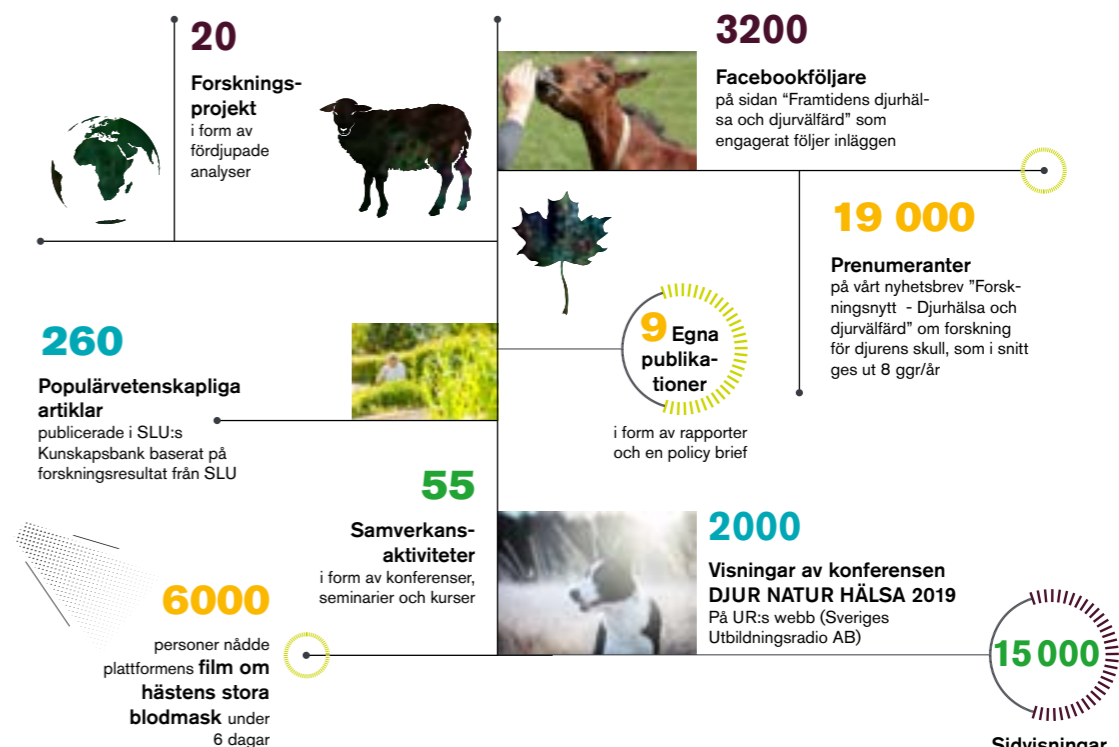 20
Forsknings-
projekt
i form av
fördjupade
analyser
3200
Facebookföljare
på sidan "Framtidens djurhäl-
sa och djurvälfärd" som
engagerat följer inläggen
19 000
Prenumeranter
på vårt nyhetsbrev "Forsk-
ningsnytt - Djurhälsa och
djurvälfärd" om forskning
för djurens skull, som i snitt
ges ut 8 ggr/år
260
Populärvetenskapliga
artiklar
publicerade i SLU:s
Kunskapsbank baserat på
forskningsresultat från SLU
9 Egna
publika-
tioner
i form av rapporter
och en policy brief
55
Samverkans-
aktiviteter
i form av konferenser,
seminarier och kurser
2000
Visningar av konferensen
DJUR NATUR HÄLSA 2019
På UR:s webb (Sveriges
Utbildningsradio AB)
6000
personer nådde
plattformens film om
hästens stora
blodmask under
6 dagar
15 000
Sidvisningar